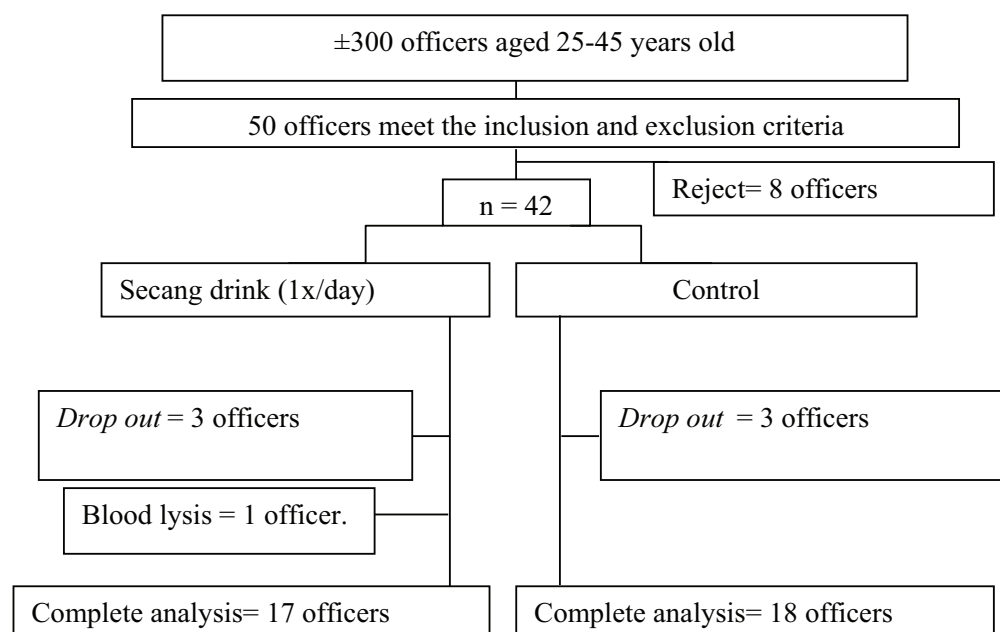 ±300 officers aged 25-45 years old
50 officers meet the inclusion and exclusion criteria
Reject= 8 officers
n = 42
Secang drink (1x/day)
Control
Drop out = 3 officers
Drop out = 3 officers
Blood lysis = 1 officer.
Complete analysis= 17 officers
Complete analysis= 18 officers